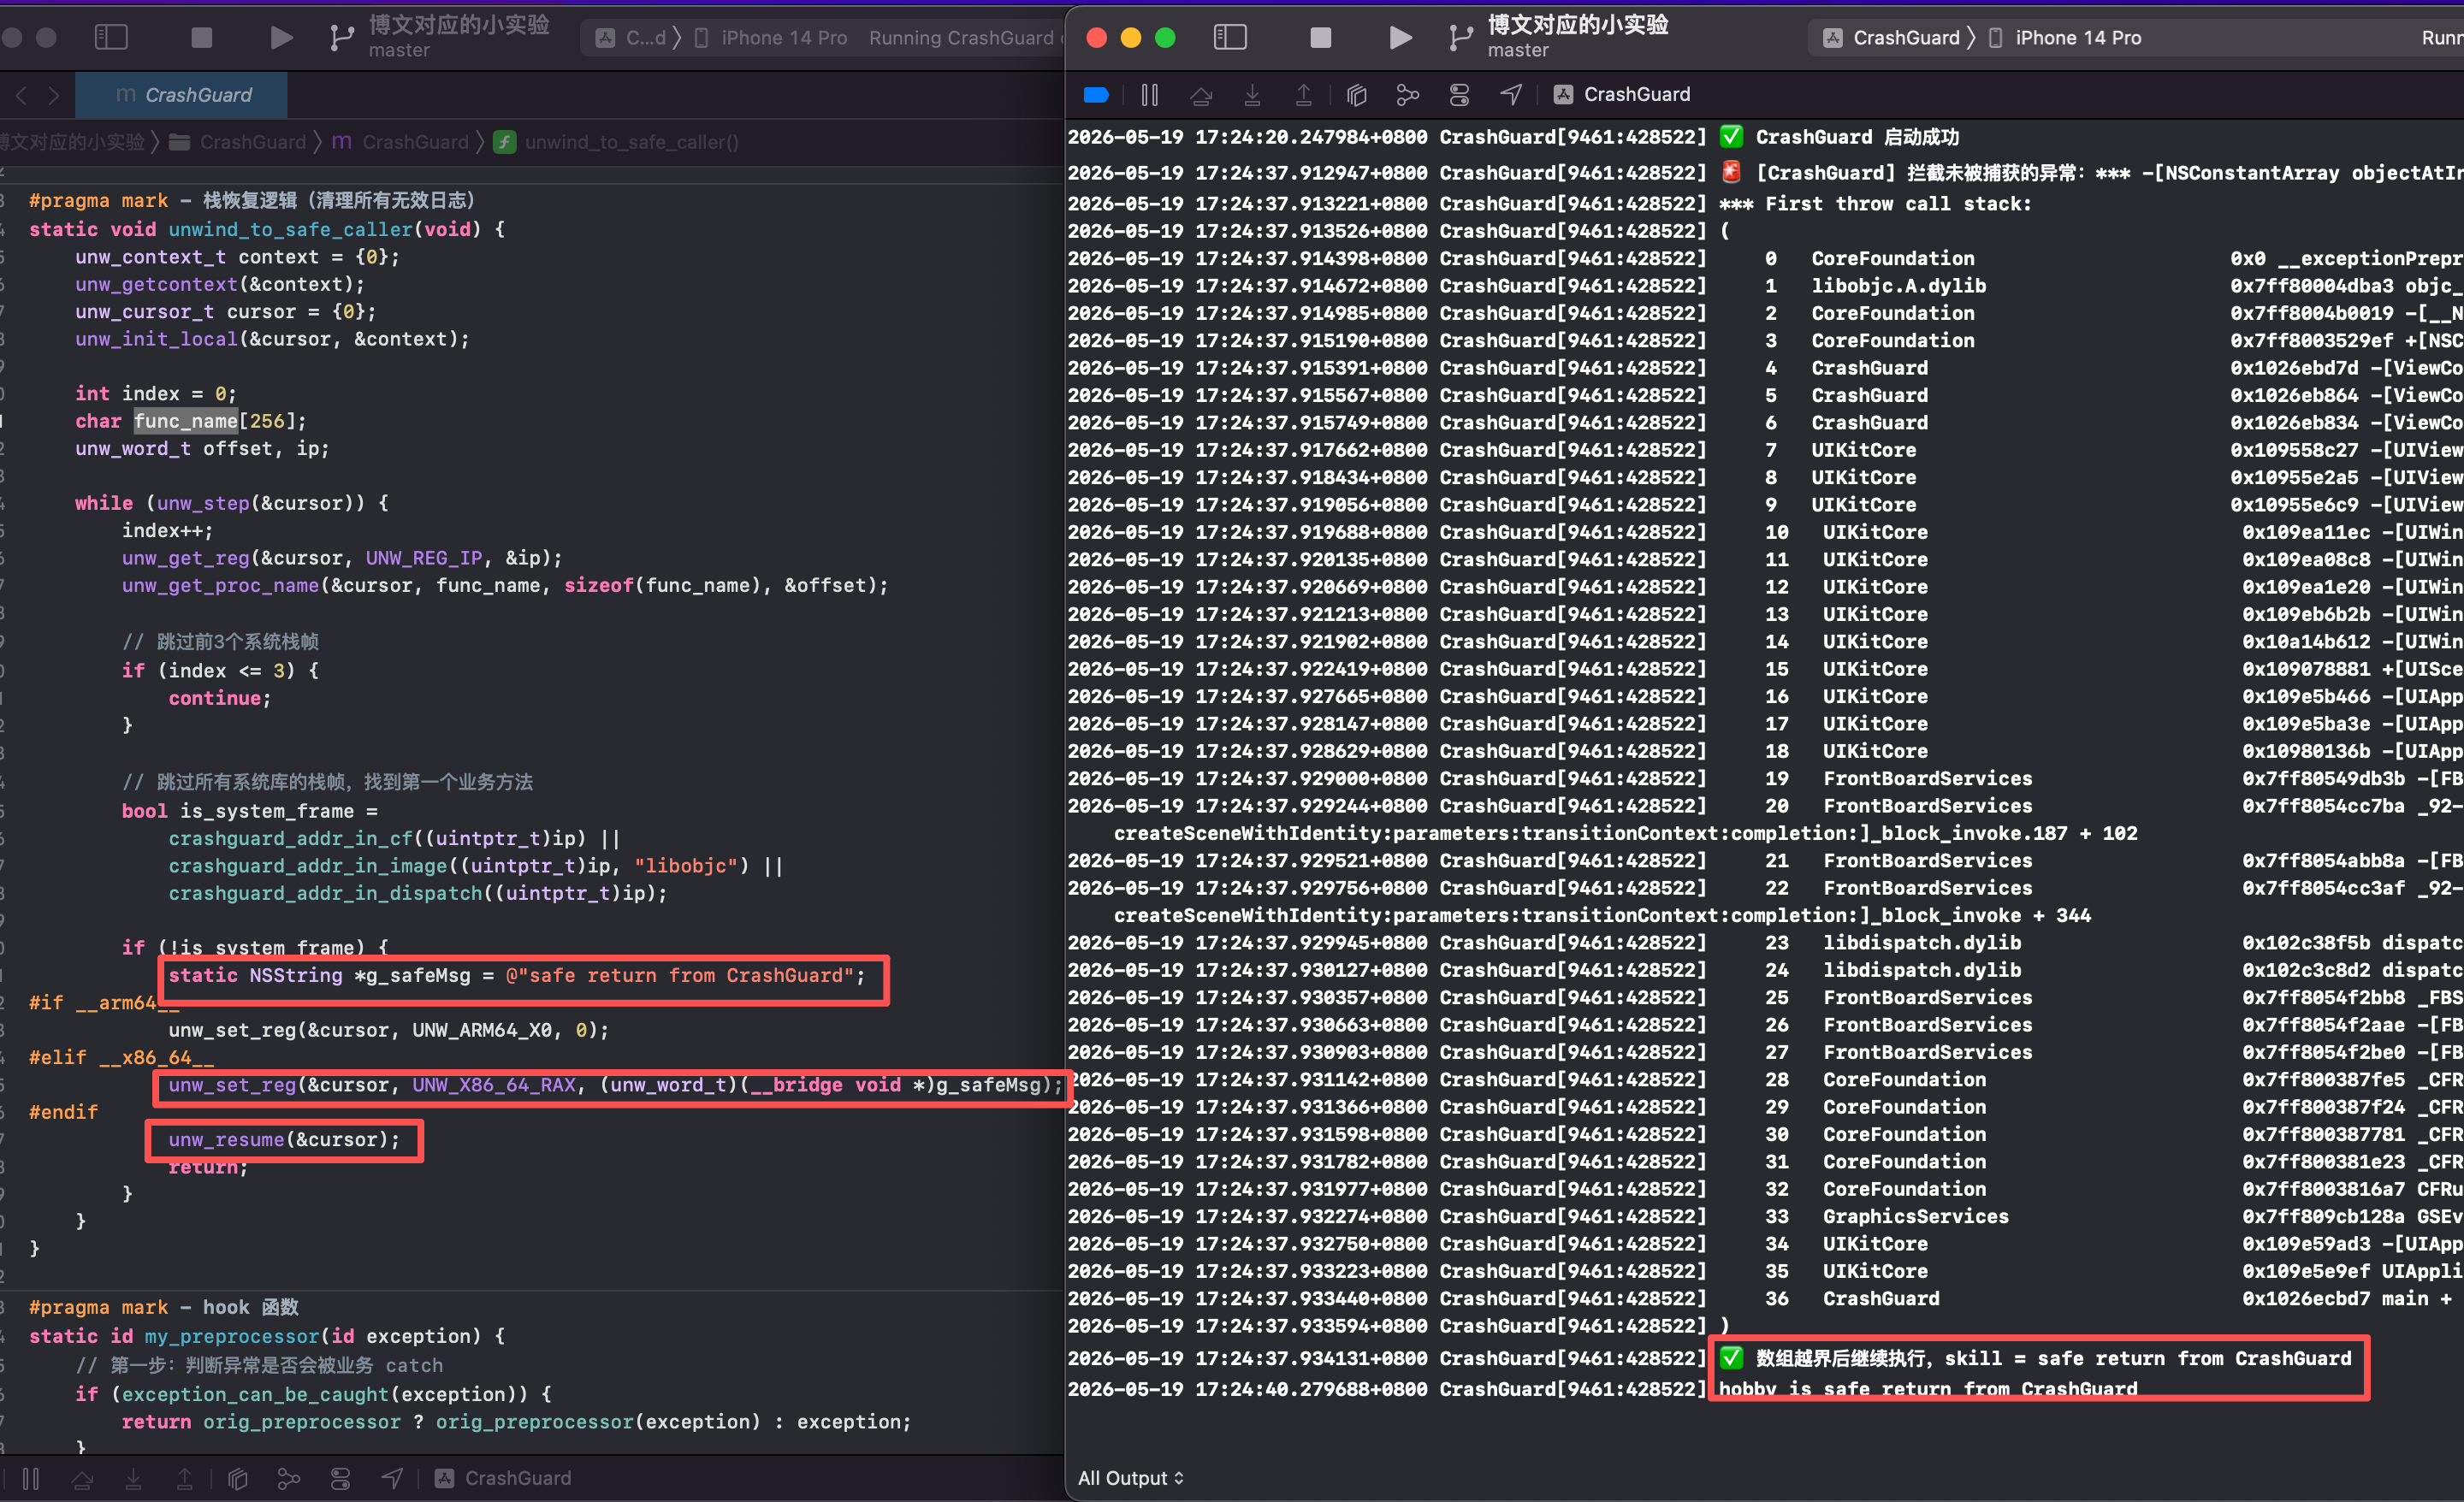 博文对应的小实验
master
C...d 〉 iPhone 14 Pro Running CrashGuard
m CrashGuard
博文对应的小实验 〉 CrashGuard 〉 m CrashGuard 〉 f unwind_to_safe_caller()
#pragma mark - 栈恢复逻辑（清理所有无效日志）
static void unwind_to_safe_caller(void) {
unw_context_t context = {0};
unw_getcontext(&context);
unw_cursor_t cursor = {0};
unw_init_local(&cursor, &context);
int index = 0;
char func_name[256];
unw_word_t offset, ip;
while (unw_step(&cursor)) {
index++;
unw_get_reg(&cursor, UNW_REG_IP, &ip);
unw_get_proc_name(&cursor, func_name, sizeof(func_name), &offset);
// 跳过前3个系统栈帧
if (index <= 3) {
continue;
}
// 跳过所有系统库的栈帧，找到第一个业务方法
bool is_system_frame =
crashguard_addr_in_cf((uintptr_t)ip) ||
crashguard_addr_in_image((uintptr_t)ip, "libobjc") ||
crashguard_addr_in_dispatch((uintptr_t)ip);
if (!is_system_frame) {
static NSString *g_safeMsg = @"safe return from CrashGuard";
#if __arm64__
unw_set_reg(&cursor, UNW_ARM64_X0, 0);
#elif __x86_64__
unw_set_reg(&cursor, UNW_X86_64_RAX, (unw_word_t)(__bridge void *)g_safeMsg);
#endif
unw_resume(&cursor);
return;
}
}
}
#pragma mark - hook 函数
static id my_preprocessor(id exception) {
// 第一步：判断异常是否会被业务 catch
if (exception_can_be_caught(exception)) {
return orig_preprocessor ? orig_preprocessor(exception) : exception;
}
CrashGuard
博文对应的小实验
master
CrashGuard 〉 iPhone 14 Pro
Runn
CrashGuard
2026-05-19 17:24:20.247984+0800 CrashGuard[9461:428522] ✅ CrashGuard 启动成功
2026-05-19 17:24:37.912947+0800 CrashGuard[9461:428522] 🚨 [CrashGuard] 拦截未被捕获的异常：*** -[NSConstantArray objectAtIn
2026-05-19 17:24:37.913221+0800 CrashGuard[9461:428522] *** First throw call stack:
2026-05-19 17:24:37.913526+0800 CrashGuard[9461:428522] (
2026-05-19 17:24:37.914398+0800 CrashGuard[9461:428522] 0 CoreFoundation 0x0 __exceptionPrepr
2026-05-19 17:24:37.914672+0800 CrashGuard[9461:428522] 1 libobjc.A.dylib 0x7ff80004dba3 objc_
2026-05-19 17:24:37.914985+0800 CrashGuard[9461:428522] 2 CoreFoundation 0x7ff8004b0019 -[__N
2026-05-19 17:24:37.915190+0800 CrashGuard[9461:428522] 3 CoreFoundation 0x7ff8003529ef +[NSC
2026-05-19 17:24:37.915391+0800 CrashGuard[9461:428522] 4 CrashGuard 0x1026ebd7d -[ViewCo
2026-05-19 17:24:37.915567+0800 CrashGuard[9461:428522] 5 CrashGuard 0x1026eb864 -[ViewCo
2026-05-19 17:24:37.915749+0800 CrashGuard[9461:428522] 6 CrashGuard 0x1026eb834 -[ViewCo
2026-05-19 17:24:37.917662+0800 CrashGuard[9461:428522] 7 UIKitCore 0x109558c27 -[UIView
2026-05-19 17:24:37.918434+0800 CrashGuard[9461:428522] 8 UIKitCore 0x10955e2a5 -[UIView
2026-05-19 17:24:37.919056+0800 CrashGuard[9461:428522] 9 UIKitCore 0x10955e6c9 -[UIView
2026-05-19 17:24:37.919688+0800 CrashGuard[9461:428522] 10 UIKitCore 0x109ea11ec -[UIWin
2026-05-19 17:24:37.920135+0800 CrashGuard[9461:428522] 11 UIKitCore 0x109ea08c8 -[UIWin
2026-05-19 17:24:37.920669+0800 CrashGuard[9461:428522] 12 UIKitCore 0x109ea1e20 -[UIWin
2026-05-19 17:24:37.921213+0800 CrashGuard[9461:428522] 13 UIKitCore 0x109eb6b2b -[UIWin
2026-05-19 17:24:37.921902+0800 CrashGuard[9461:428522] 14 UIKitCore 0x10a14b612 -[UIWin
2026-05-19 17:24:37.922419+0800 CrashGuard[9461:428522] 15 UIKitCore 0x109078881 +[UISce
2026-05-19 17:24:37.927665+0800 CrashGuard[9461:428522] 16 UIKitCore 0x109e5b466 -[UIApp
2026-05-19 17:24:37.928147+0800 CrashGuard[9461:428522] 17 UIKitCore 0x109e5ba3e -[UIApp
2026-05-19 17:24:37.928629+0800 CrashGuard[9461:428522] 18 UIKitCore 0x10980136b -[UIApp
2026-05-19 17:24:37.929000+0800 CrashGuard[9461:428522] 19 FrontBoardServices 0x7ff80549db3b -[FB
2026-05-19 17:24:37.929244+0800 CrashGuard[9461:428522] 20 FrontBoardServices 0x7ff8054cc7ba _92-
createSceneWithIdentity:parameters:transitionContext:completion:]_block_invoke.187 + 102
2026-05-19 17:24:37.929521+0800 CrashGuard[9461:428522] 21 FrontBoardServices 0x7ff8054abb8a -[FB
2026-05-19 17:24:37.929756+0800 CrashGuard[9461:428522] 22 FrontBoardServices 0x7ff8054cc3af _92-
createSceneWithIdentity:parameters:transitionContext:completion:]_block_invoke + 344
2026-05-19 17:24:37.929945+0800 CrashGuard[9461:428522] 23 libdispatch.dylib 0x102c38f5b dispatc
2026-05-19 17:24:37.930127+0800 CrashGuard[9461:428522] 24 libdispatch.dylib 0x102c3c8d2 dispatc
2026-05-19 17:24:37.930357+0800 CrashGuard[9461:428522] 25 FrontBoardServices 0x7ff8054f2bb8 _FBS
2026-05-19 17:24:37.930663+0800 CrashGuard[9461:428522] 26 FrontBoardServices 0x7ff8054f2aae -[FB
2026-05-19 17:24:37.930903+0800 CrashGuard[9461:428522] 27 FrontBoardServices 0x7ff8054f2be0 -[FB
2026-05-19 17:24:37.931142+0800 CrashGuard[9461:428522] 28 CoreFoundation 0x7ff800387fe5 _CFR
2026-05-19 17:24:37.931366+0800 CrashGuard[9461:428522] 29 CoreFoundation 0x7ff800387f24 _CFR
2026-05-19 17:24:37.931598+0800 CrashGuard[9461:428522] 30 CoreFoundation 0x7ff800387781 _CFR
2026-05-19 17:24:37.931782+0800 CrashGuard[9461:428522] 31 CoreFoundation 0x7ff800381e23 _CFR
2026-05-19 17:24:37.931977+0800 CrashGuard[9461:428522] 32 CoreFoundation 0x7ff8003816a7 CFRu
2026-05-19 17:24:37.932274+0800 CrashGuard[9461:428522] 33 GraphicsServices 0x7ff809cb128a GSEv
2026-05-19 17:24:37.932750+0800 CrashGuard[9461:428522] 34 UIKitCore 0x109e59ad3 -[UIApp
2026-05-19 17:24:37.933223+0800 CrashGuard[9461:428522] 35 UIKitCore 0x109e5e9ef UIAppli
2026-05-19 17:24:37.933440+0800 CrashGuard[9461:428522] 36 CrashGuard 0x1026ecbd7 main +
2026-05-19 17:24:37.933594+0800 CrashGuard[9461:428522] )
2026-05-19 17:24:37.934131+0800 CrashGuard[9461:428522] ✅ 数组越界后继续执行，skill = safe return from CrashGuard
2026-05-19 17:24:40.279688+0800 CrashGuard[9461:428522] hobby is safe return from CrashGuard
All Output